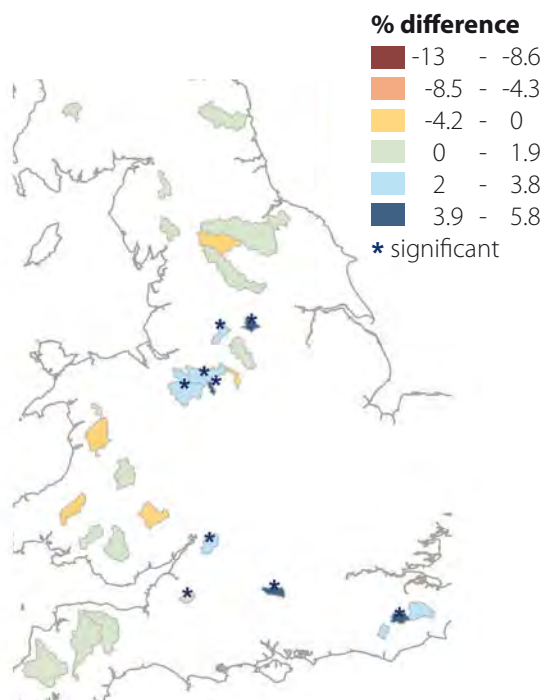 % difference
-13 - -8.6
-8.5 - -4.3
-4.2 - 0
0 - 1.9
2 - 3.8
3.9 - 5.8
* significant